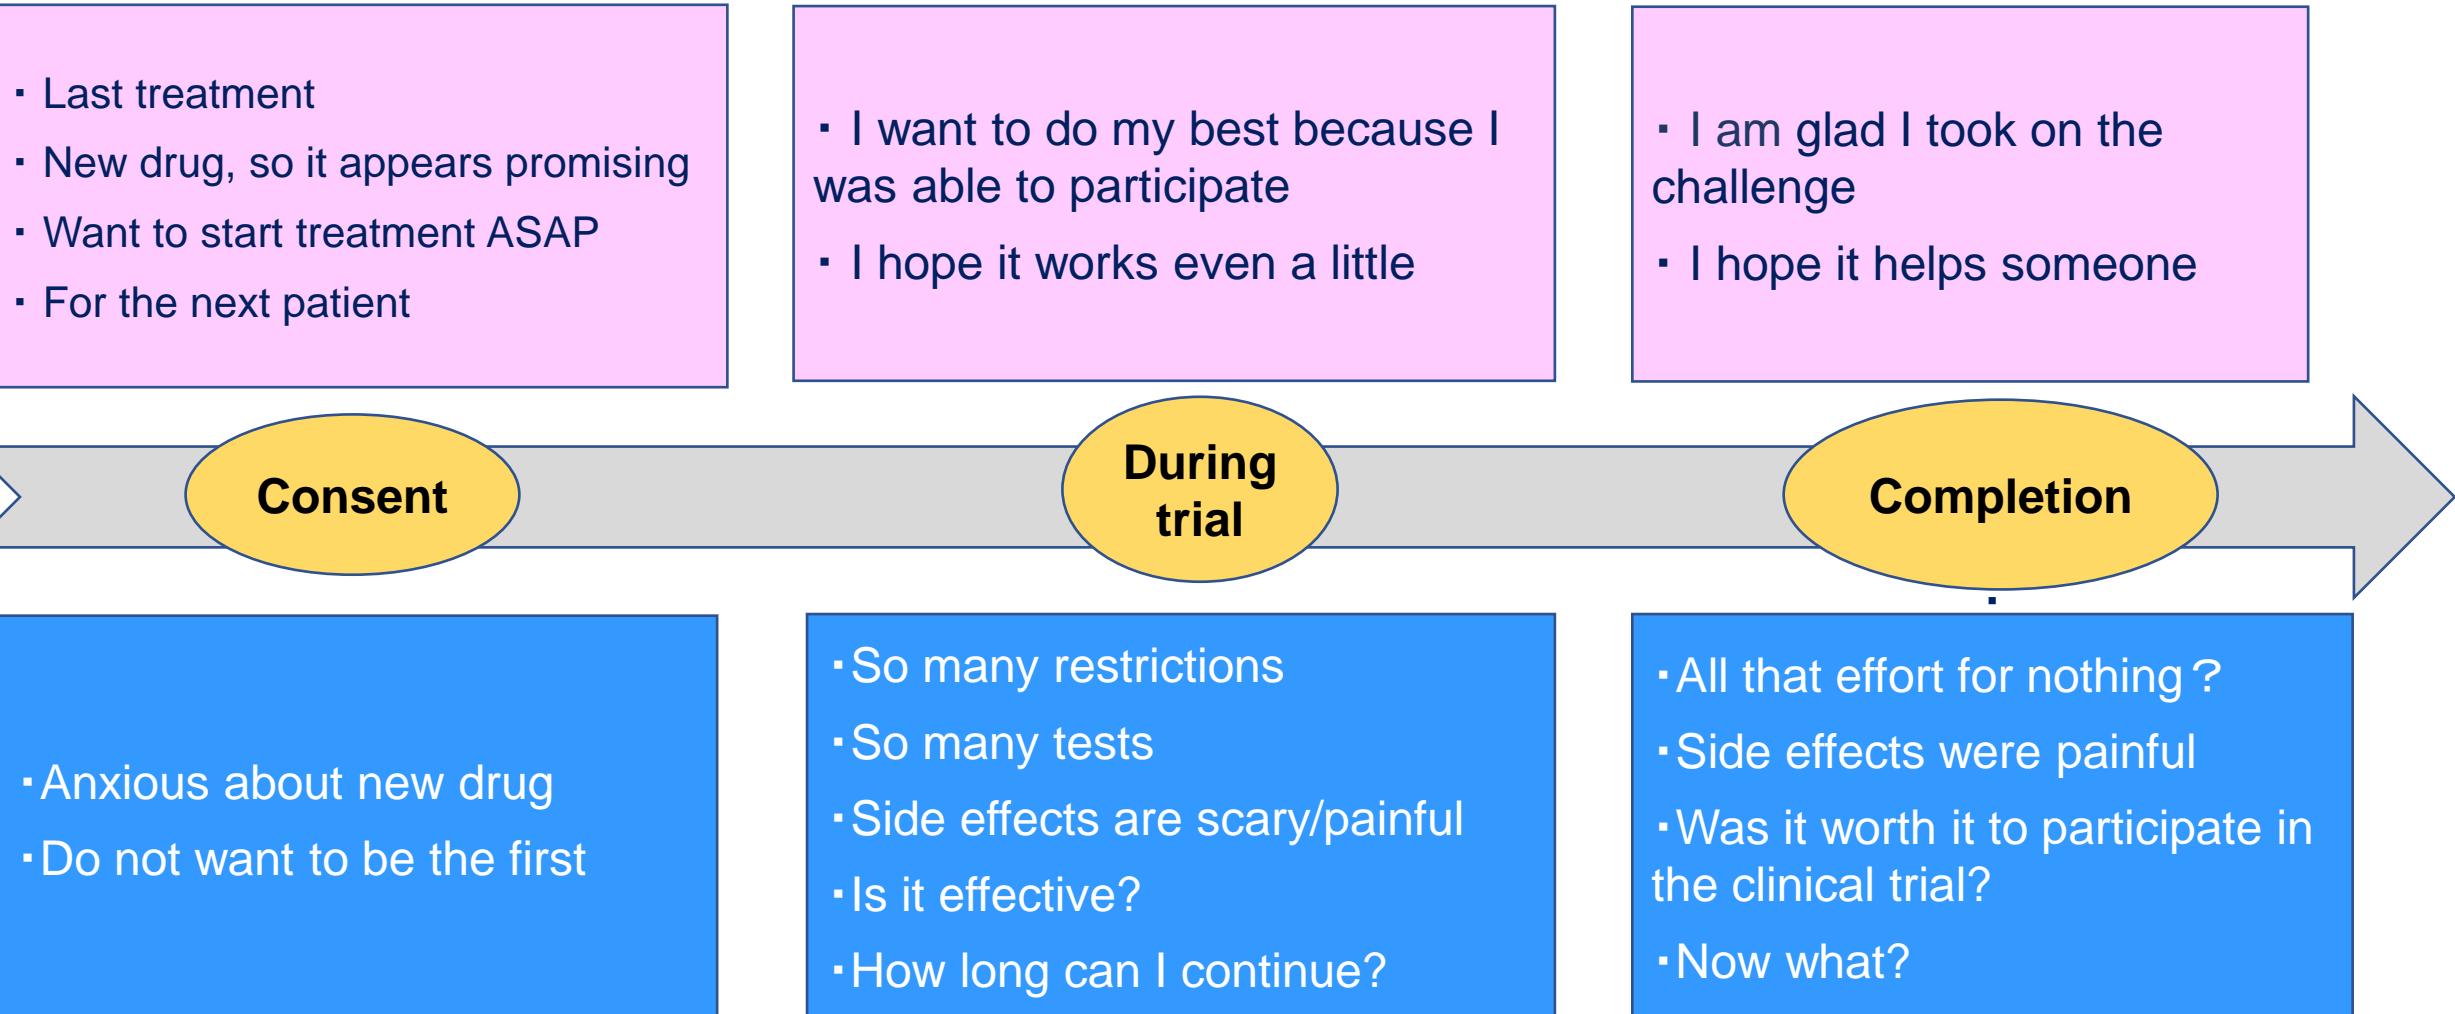 ・Last treatment
・New drug, so it appears promising
・Want to start treatment ASAP
・For the next patient
・I want to do my best because I
was able to participate
・I hope it works even a little
・I am glad I took on the
challenge
・I hope it helps someone
Consent
During
trial
Completion
・
・Anxious about new drug
・Do not want to be the first
・So many restrictions
・So many tests
・Side effects are scary/painful
・Is it effective?
・How long can I continue?
・All that effort for nothing？
・Side effects were painful
・Was it worth it to participate in
the clinical trial?
・Now what?